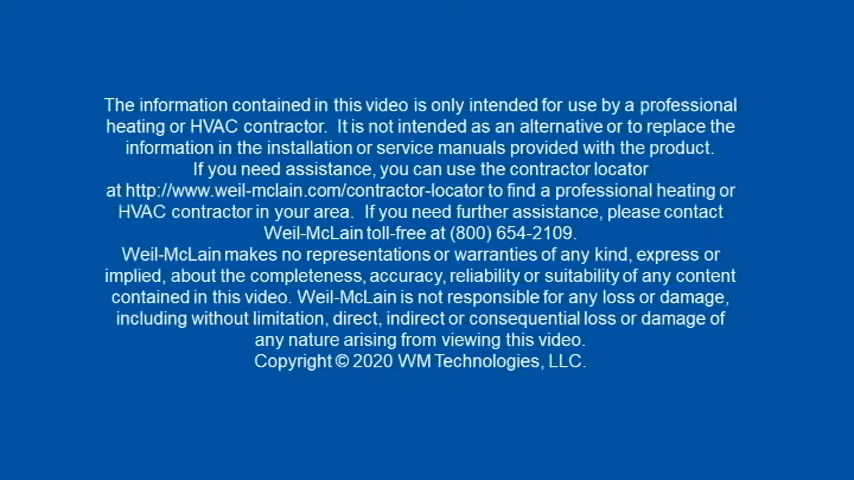 The information contained in this video is only intended for use by a professional
heating or HVAC contractor. It is not intended as an alternative or to replace the
information in the installation or service manuals provided with the product.
If you need assistance, you can use the contractor locator
at http://www.weil-mclain.com/contractor-locator to find a professional heating or
HVAC contractor in your area. If you need further assistance, please contact
Weil-McLain toll-free at (800) 654-2109.
Weil-McLain makes no representations or warranties of any kind, express or
implied, about the completeness, accuracy, reliability or suitability of any content
contained in this video. Weil-McLain is not responsible for any loss or damage,
including without limitation, direct, indirect or consequential loss or damage of
any nature arising from viewing this video.
Copyright © 2020 WM Technologies, LLC.